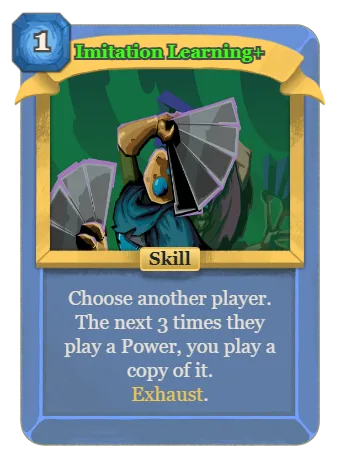 1
Imitation Learning+
Skill
Choose another player.
The next 3 times they
play a Power, you play a
copy of it.
Exhaust.